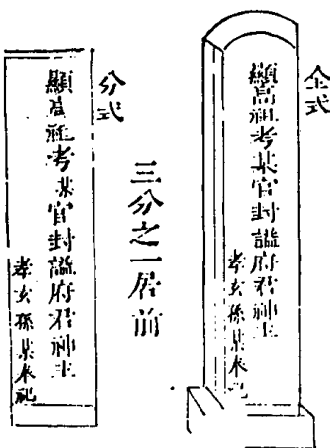 全式
顯高祖考某官封謚府君神主
孝玄孫某奉祀
三分之一居前
分式
顯高祖考某官封謚府君神主
孝玄孫某奉祀